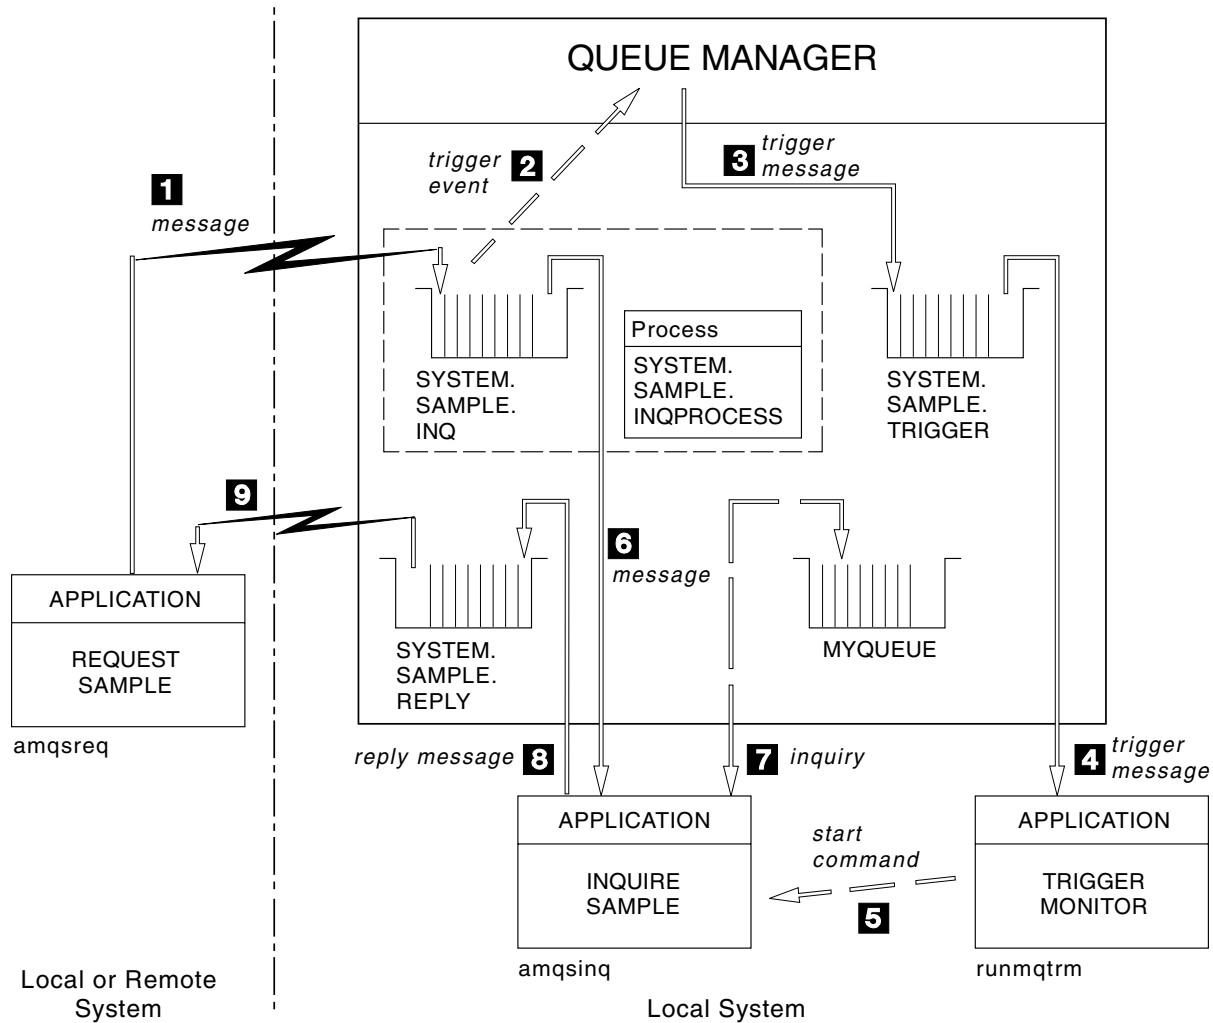 QUEUE MANAGER
1
message
trigger
event
2
3
trigger
message
SYSTEM.
SAMPLE.
INQ
Process
SYSTEM.
SAMPLE.
INQPROCESS
SYSTEM.
SAMPLE.
TRIGGER
9
6
message
APPLICATION
REQUEST
SAMPLE
amqsreq
SYSTEM.
SAMPLE.
REPLY
MYQUEUE
reply message
8
7
inquiry
4
trigger
message
APPLICATION
INQUIRE
SAMPLE
amqsinq
start
command
5
APPLICATION
TRIGGER
MONITOR
runmqtrm
Local or Remote
System
Local System